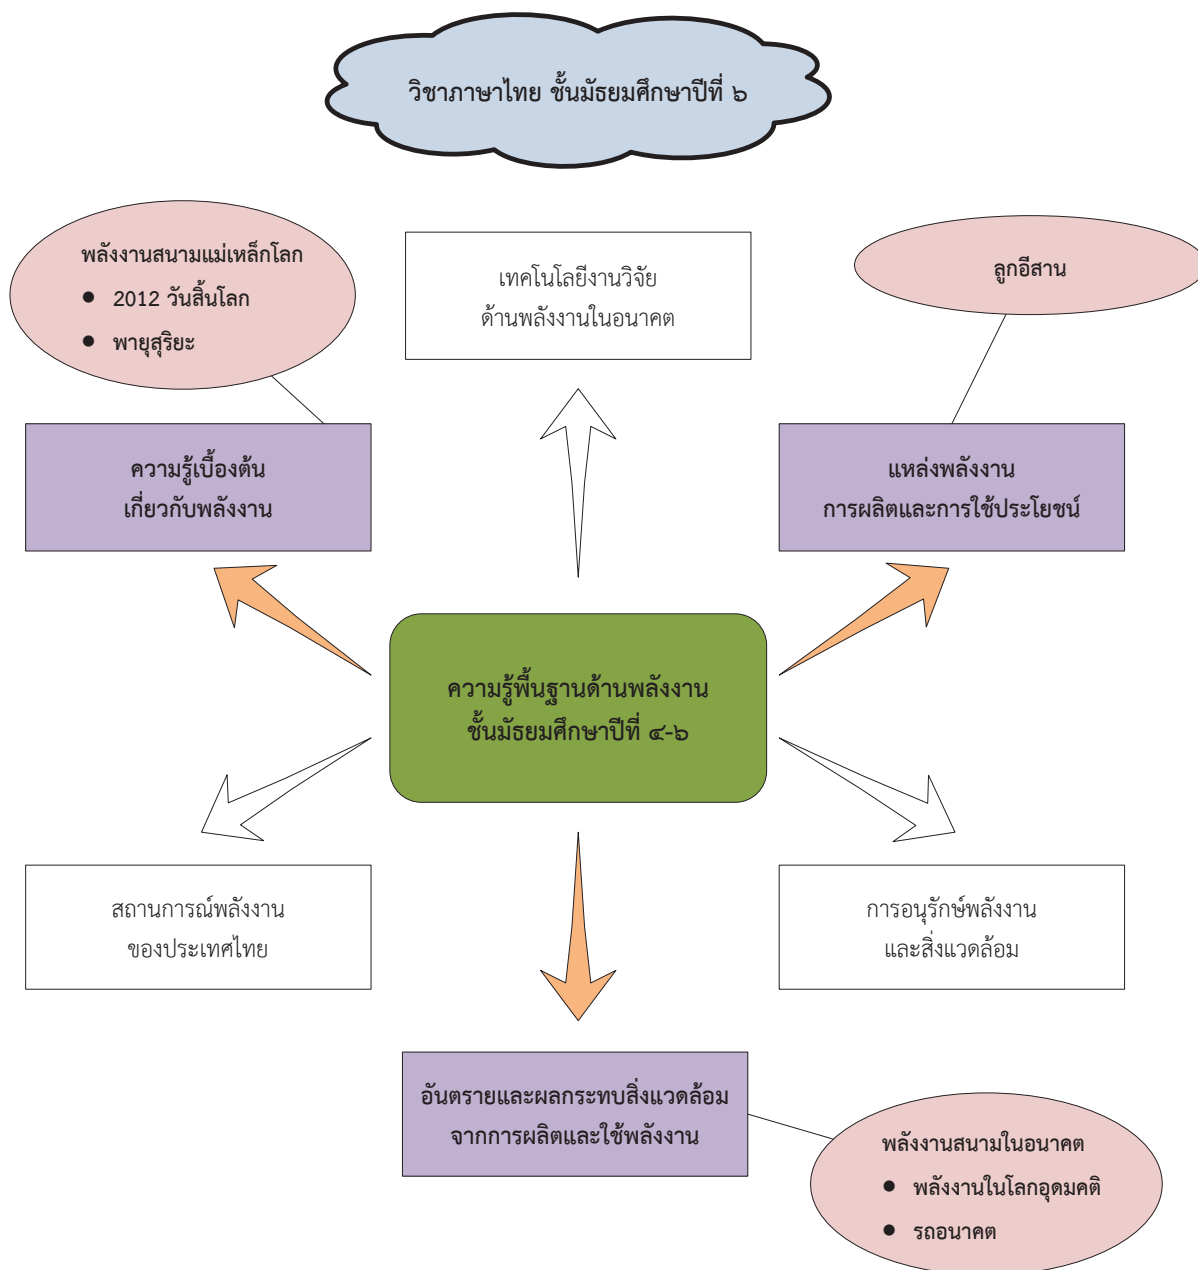 วิชาภาษาไทย ชั้นมัธยมศึกษาปีที่ ๖
พลังงานสนามแม่เหล็กโลก
● 2012 วันสิ้นโลก
● พายุสุริยะ
เทคโนโลยีงานวิจัย
ด้านพลังงานในอนาคต
ลูกอีสาน
ความรู้เบื้องต้น
เกี่ยวกับพลังงาน
แหล่งพลังงาน
การผลิตและการใช้ประโยชน์
ความรู้พื้นฐานด้านพลังงาน
ชั้นมัธยมศึกษาปีที่ ๔-๖
สถานการณ์พลังงาน
ของประเทศไทย
การอนุรักษ์พลังงาน
และสิ่งแวดล้อม
อันตรายและผลกระทบสิ่งแวดล้อม
จากการผลิตและใช้พลังงาน
พลังงานสนามในอนาคต
● พลังงานในโลกอุดมคติ
● รถอนาคต